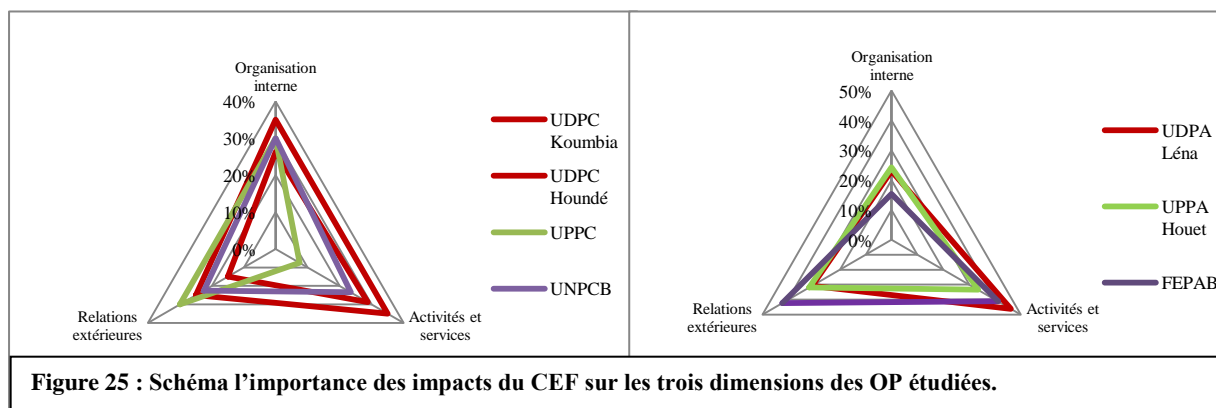 Organisation
interne
40%
30%
20%
10%
0%
Relations
extérieures
Activités et
services
UDPC
Koumbia
UDPC
Houndé
UPPC
UNPCB
Organisation
interne
50%
40%
30%
20%
10%
0%
Relations
extérieures
Activités et
services
UDPA
Léna
UPPA
Houet
FEPAB
Figure 25 : Schéma l’importance des impacts du CEF sur les trois dimensions des OP étudiées.